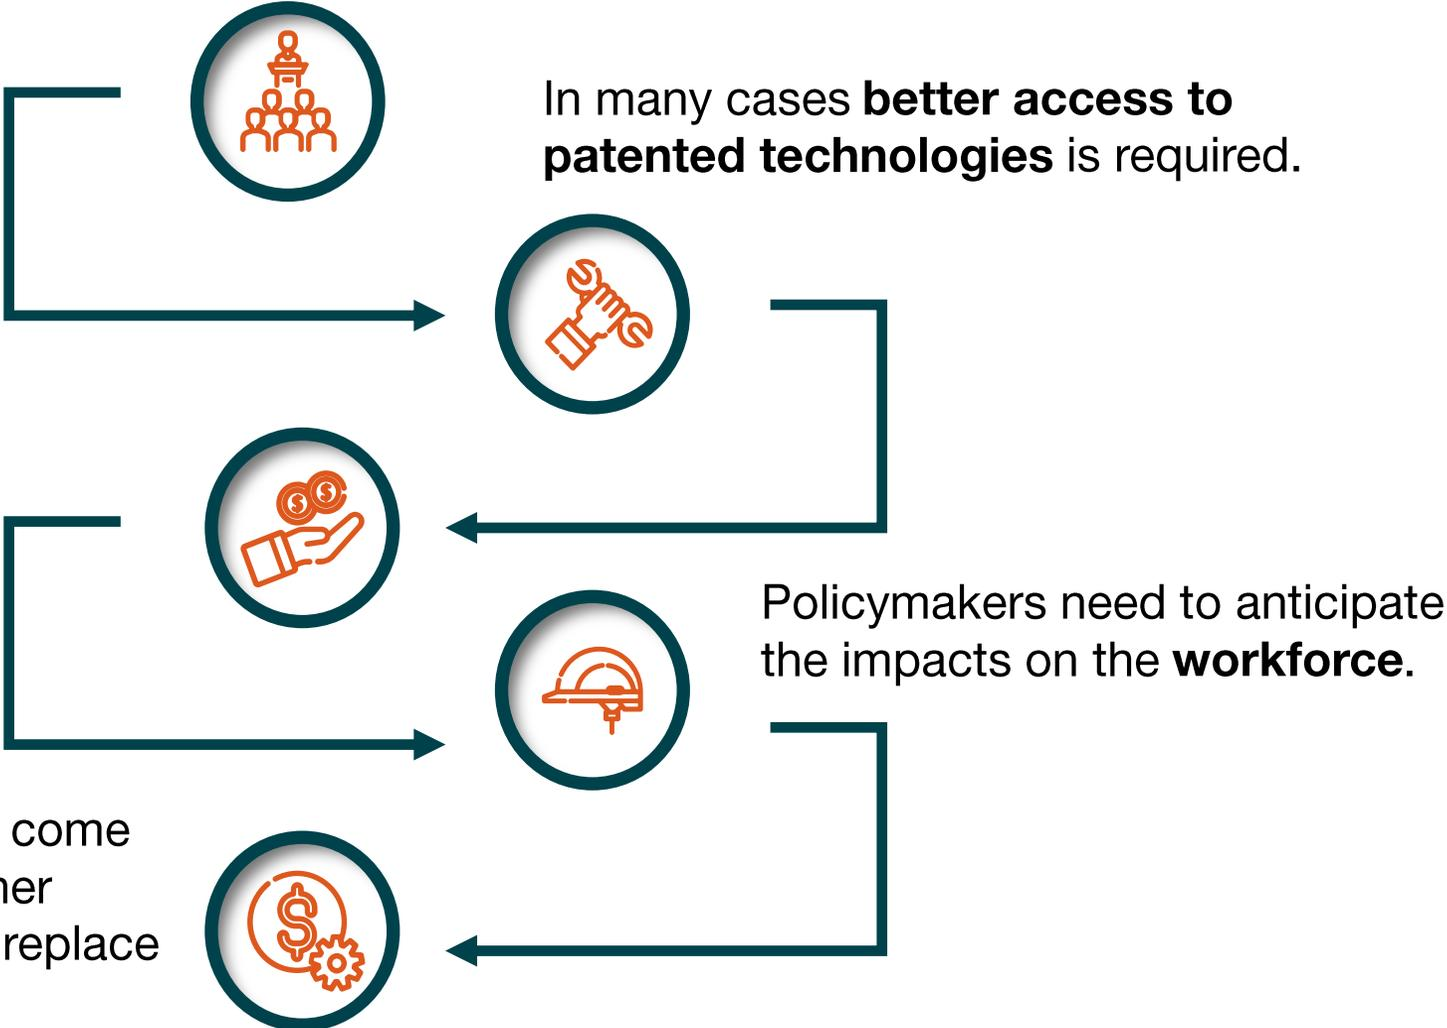 In many cases better access to
patented technologies is required.
Policymakers need to anticipate
the impacts on the workforce.
come
replace